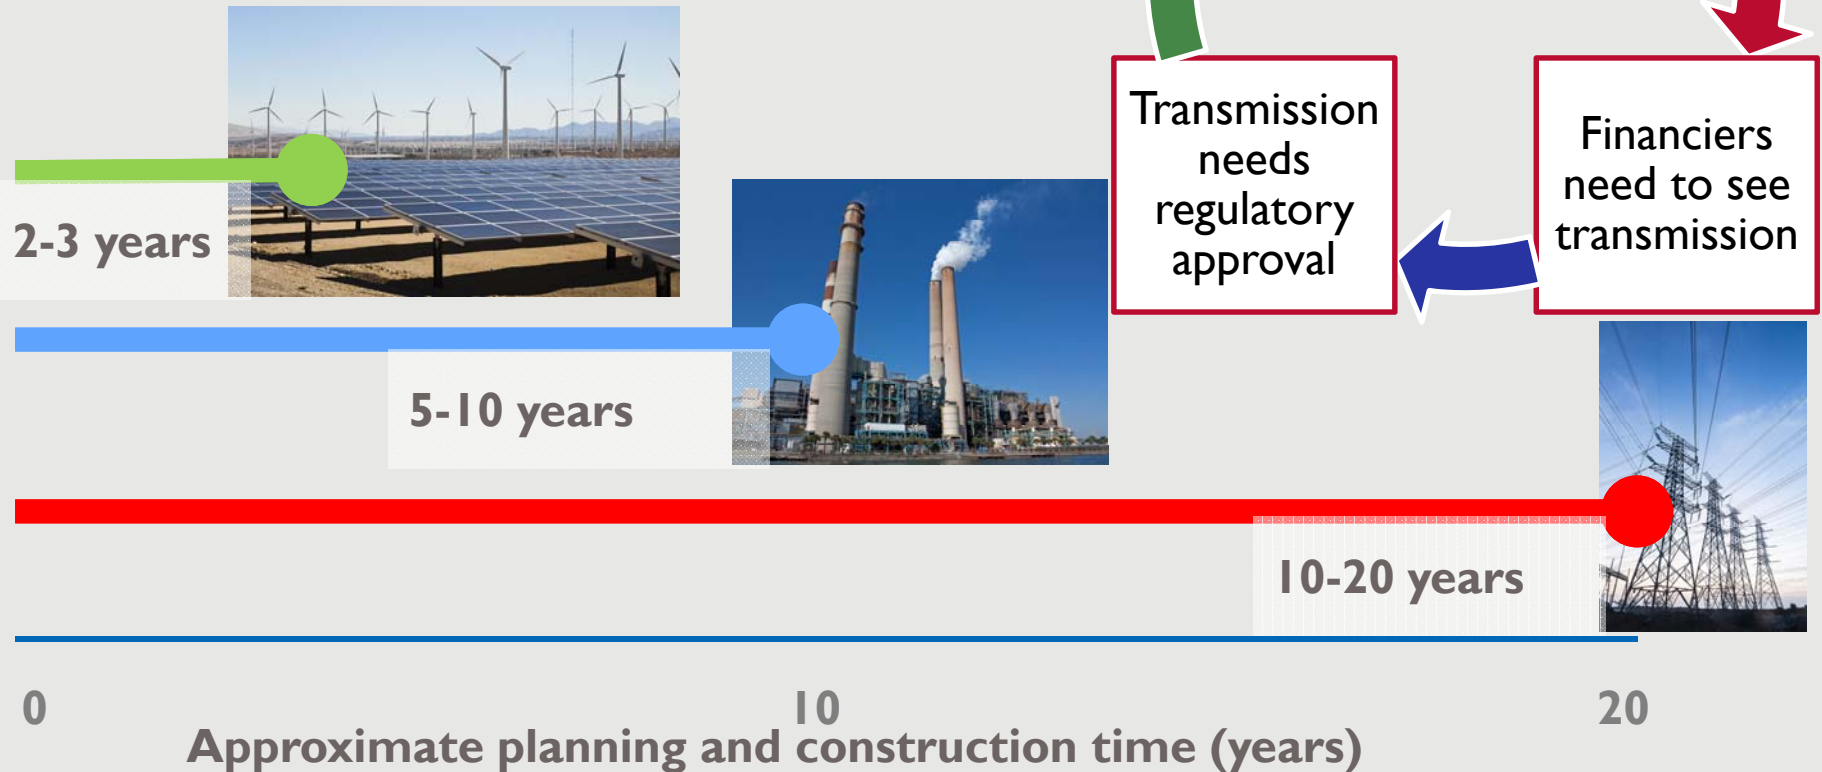 Transmission
needs
regulatory
approval
Financiers
need to see
transmission
2-3 years
5-10 years
10-20 years
0
10
20
Approximate planning and construction time (years)